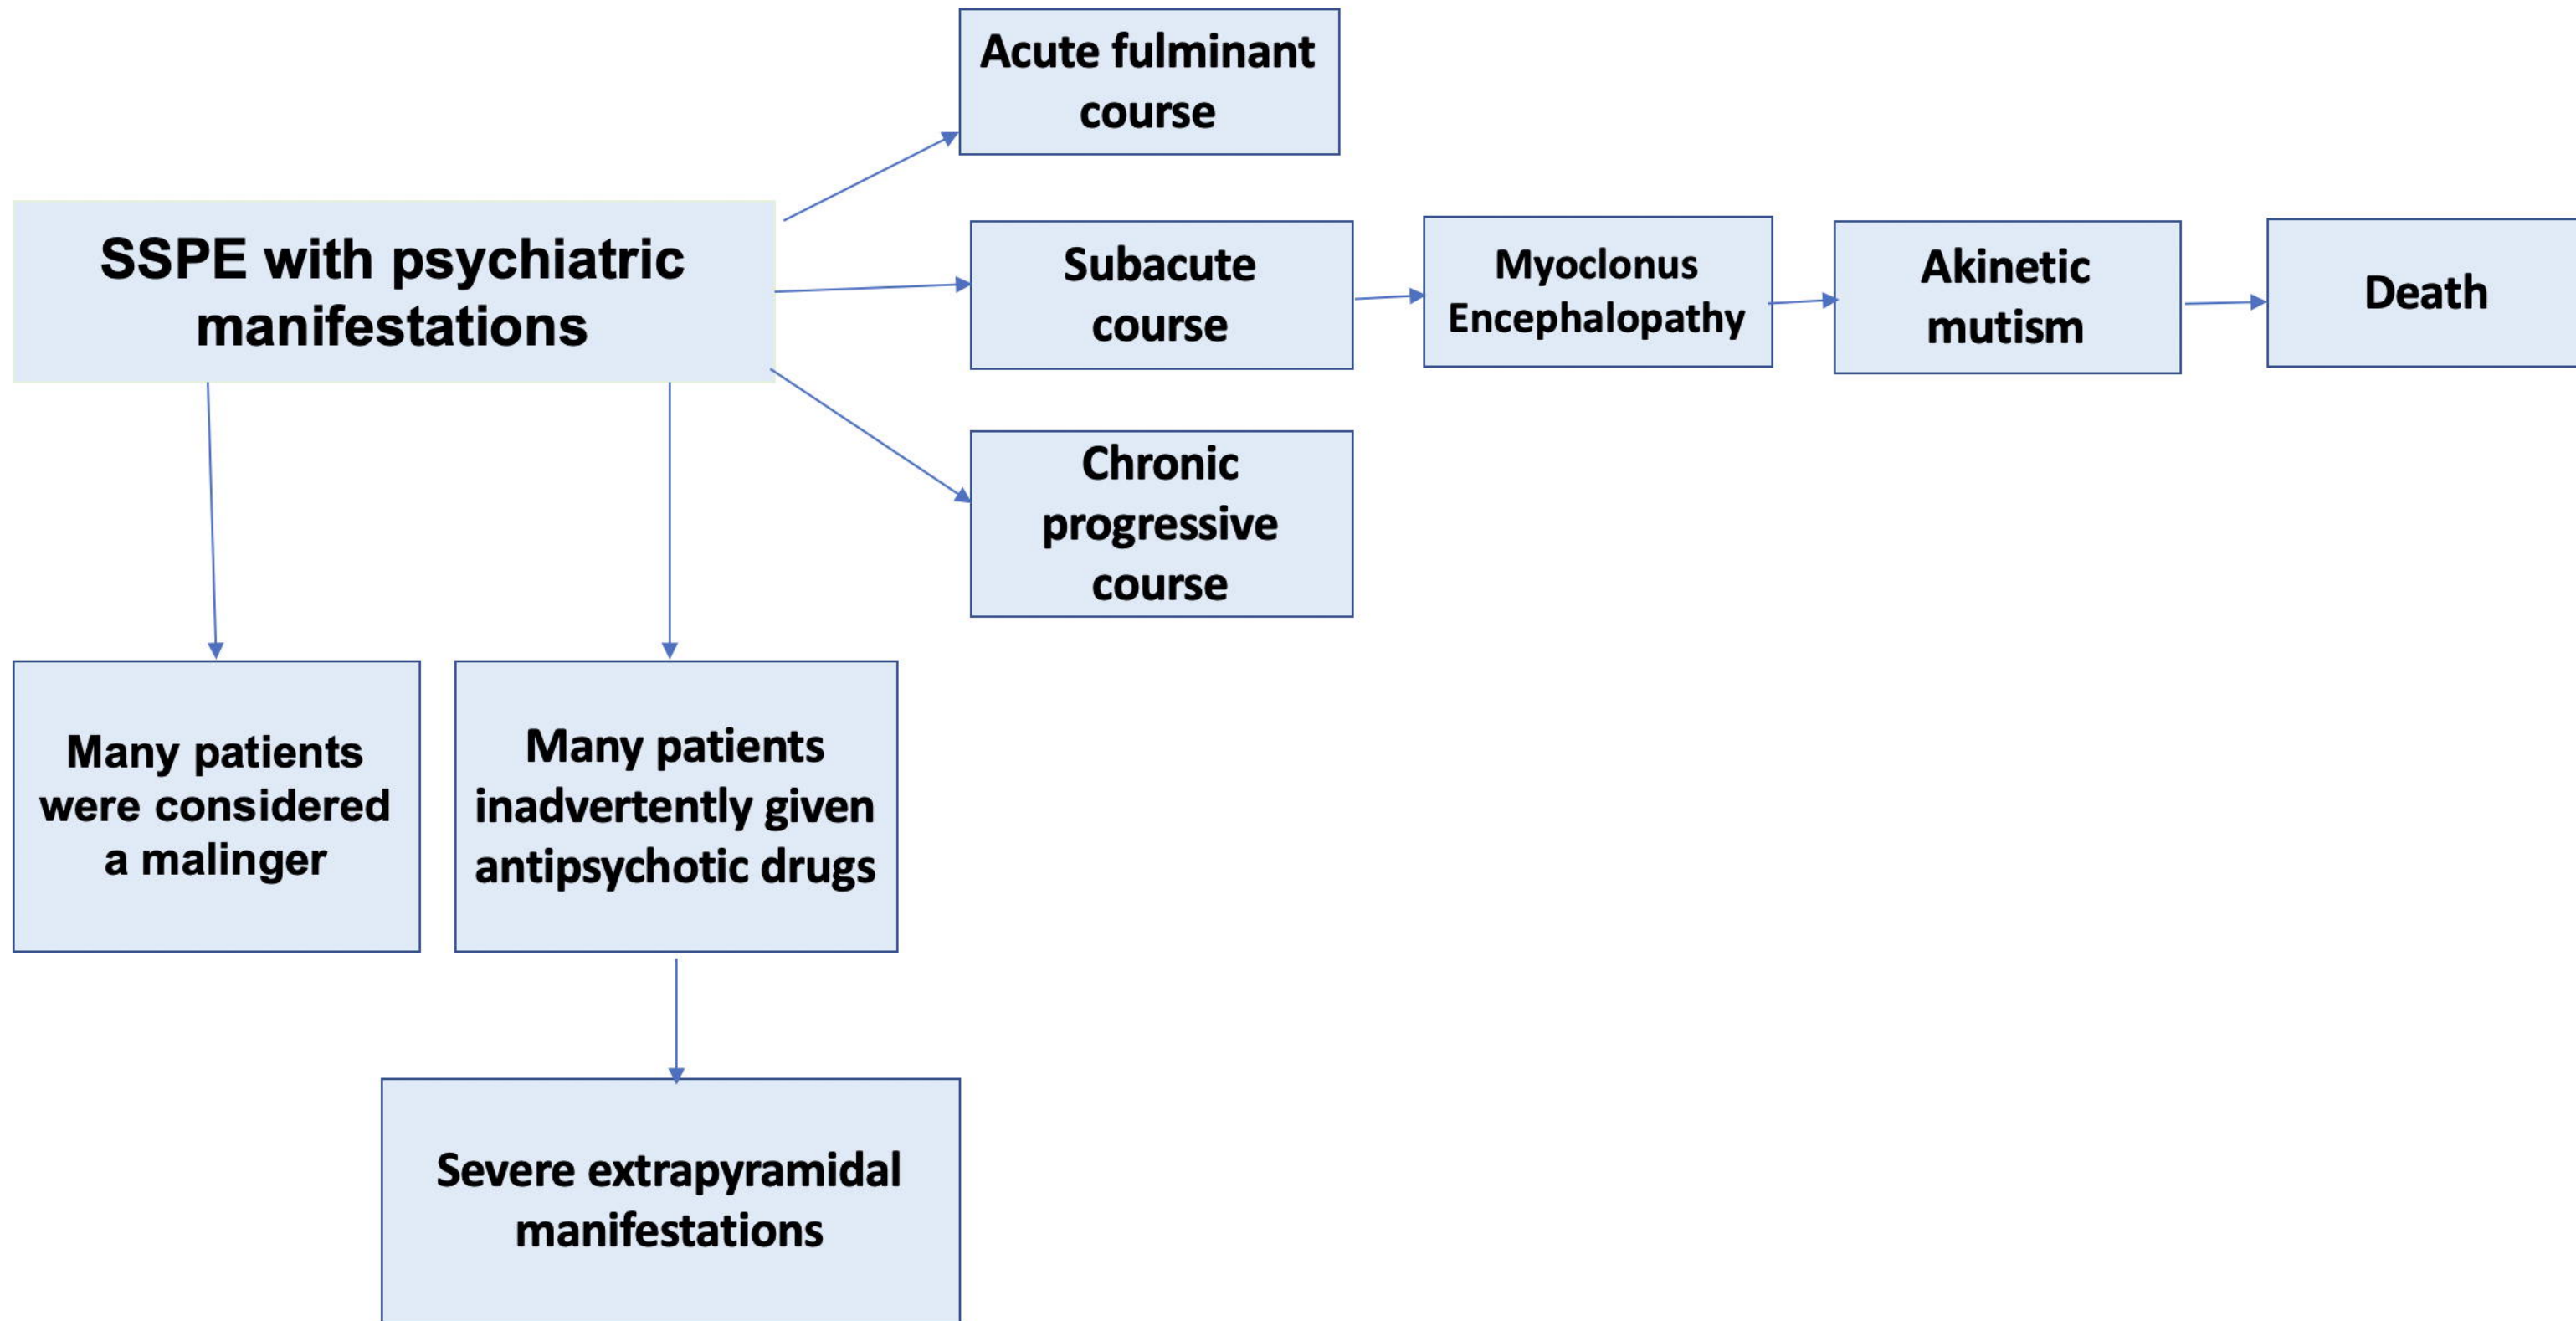 Acute fulminant
course
SSPE with psychiatric
manifestations
Subacute
course
Myoclonus
Encephalopathy
Akinetic
mutism
Death
Chronic
progressive
course
Many patients
were considered
a malinger
Many patients
inadvertently given
antipsychotic drugs
Severe extrapyramidal
manifestations